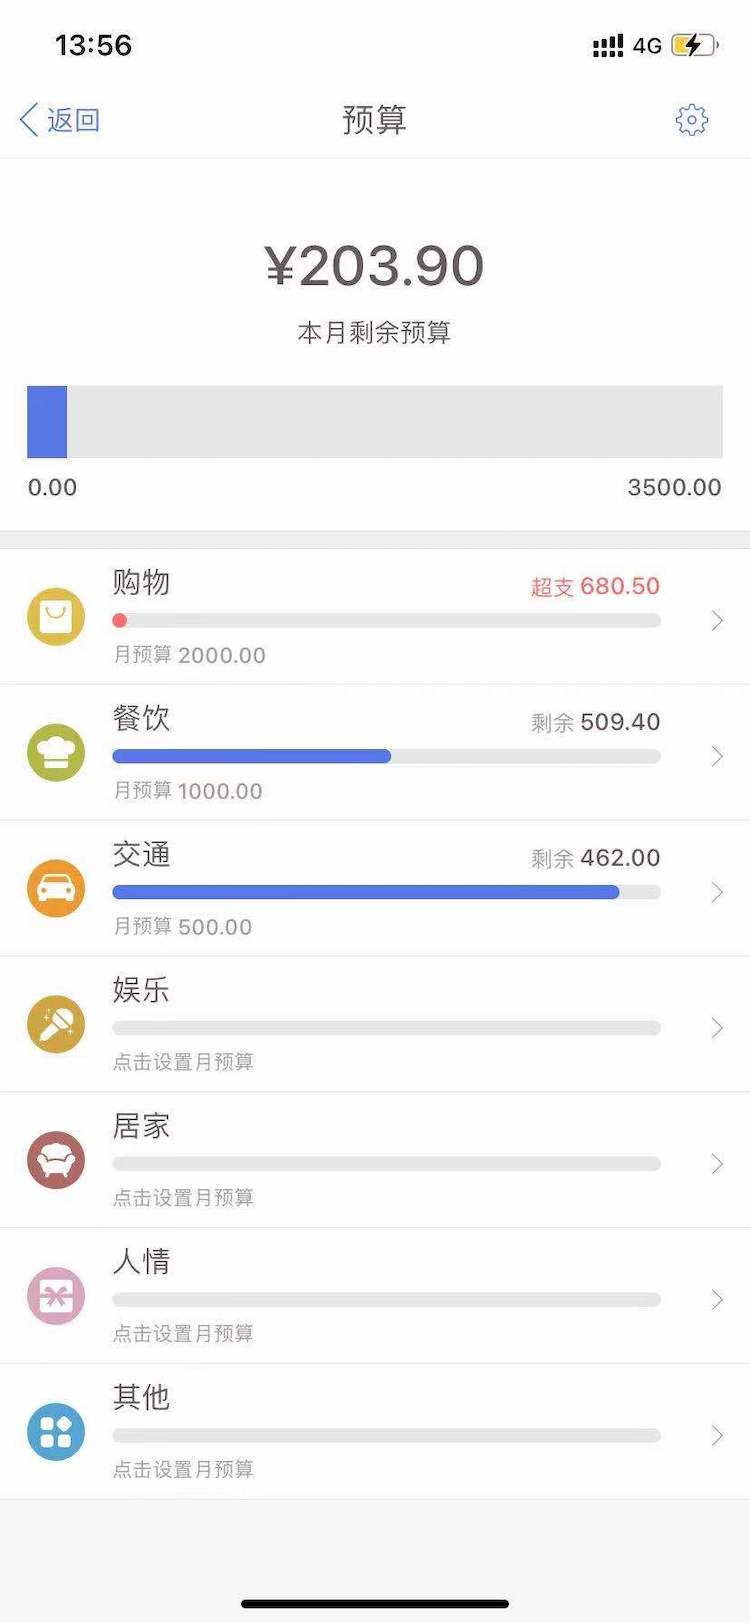 13:56
4G
返回
预算
¥203.90
本月剩余预算
0.00
3500.00
购物
超支 680.50
月预算 2000.00
餐饮
剩余 509.40
月预算 1000.00
交通
剩余 462.00
月预算 500.00
娱乐
点击设置月预算
居家
点击设置月预算
人情
点击设置月预算
其他
点击设置月预算